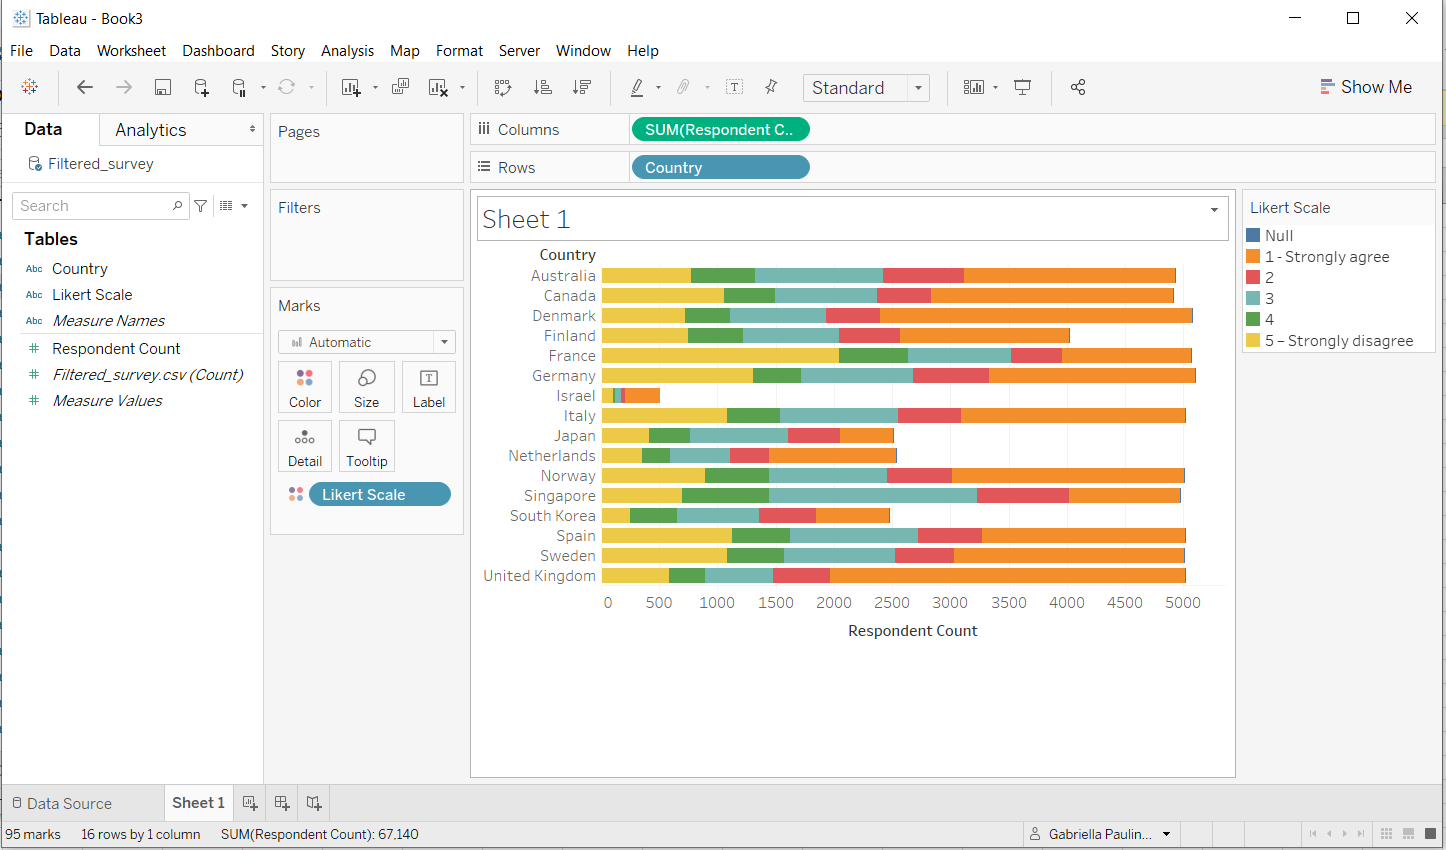 Tableau - Book3
File Data Worksheet Dashboard Story Analysis Map Format Server Window Help
Standard
Show Me
Data
Analytics
Filtered_survey
Search
Tables
Abc Country
Abc Likert Scale
Abc Measure Names
# Respondent Count
# Filtered_survey.csv (Count)
# Measure Values
Pages
Filters
Marks
Automatic
Color Size Label
Detail Tooltip
Likert Scale
Columns SUM(Respondent C..
Rows Country
Sheet 1
Country
Australia
Canada
Denmark
Finland
France
Germany
Israel
Italy
Japan
Netherlands
Norway
Singapore
South Korea
Spain
Sweden
United Kingdom
0 500 1000 1500 2000 2500 3000 3500 4000 4500 5000
Respondent Count
Likert Scale
Null
1 - Strongly agree
2
3
4
5 – Strongly disagree
Data Source Sheet 1
95 marks 16 rows by 1 column SUM(Respondent Count): 67,140
Gabriella Paulin...